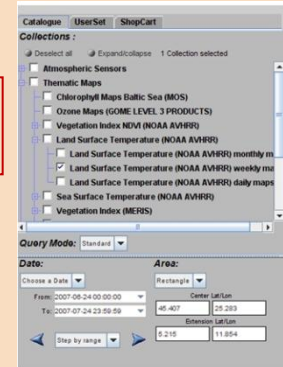 Catalogue UserSet ShopCart
Collections :
Deselect all Expand/collapse 1 Collection selected
Atmospheric Sensors
Thematic Maps
Chlorophyll Maps Baltic Sea (MOS)
Ozone Maps (GOME LEVEL 3 PRODUCTS)
Vegetation Index NDVI (NOAA AVHRR)
Land Surface Temperature (NOAA AVHRR)
Land Surface Temperature (NOAA AVHRR) monthly m
Land Surface Temperature (NOAA AVHRR) weekly ma
Land Surface Temperature (NOAA AVHRR) daily maps
Sea Surface Temperature (NOAA AVHRR)
Vegetation Index (MERIS)
Query Mode: Standard
Date: Area:
Choose a Date Rectangle
From: 2007-06-24 00:00:00 Center Lat/Lon
To: 2007-07-24 23:59:59 45.407 25.283
Extension Lat/Lon
Step by range 5.215 11.854